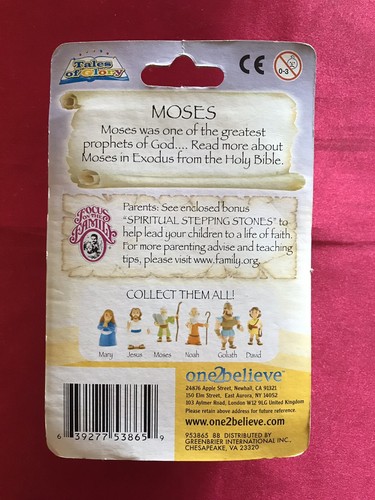 Tales
of Glory
CE
0-3
MOSES
Moses was one of the greatest
prophets of God.... Read more about
Moses in Exodus from the Holy Bible.
FOCUS
ON THE
FAMILY
Parents: See enclosed bonus
"SPIRITUAL STEPPING STONES" to
help lead your children to a life of faith.
For more parenting advise and teaching
tips, please visit www.family.org.
COLLECT THEM ALL!
Mary Jesus Moses Noah Goliath David
one2believe
24876 Apple Street, Newhall, CA 91321
350 Elm Street, East Aurora, NY 14052
103 Aylmer Road, London W12 9LG United Kingdom
Please retain above address for future reference.
www.one2believe.com
953865 BB DISTRIBUTED BY
GREENBRIER INTERNATIONAL INC.
CHESAPEAKE, VA 23320
6 39277 53865 9